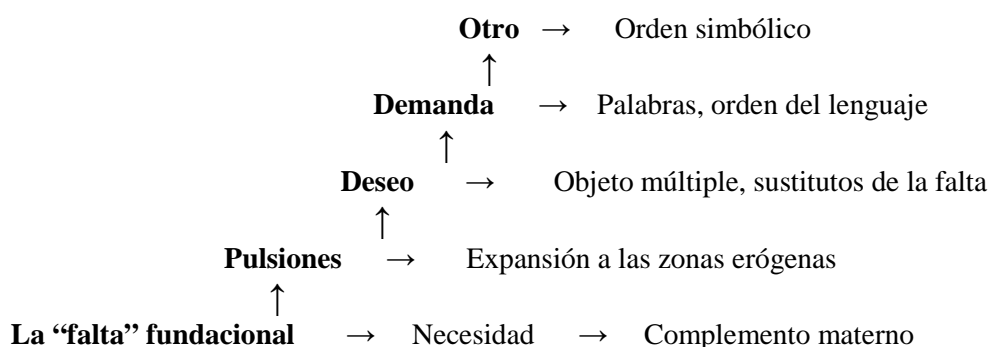 Otro → Orden simbólico
↑
Demanda → Palabras, orden del lenguaje
↑
Deseo → Objeto múltiple, sustitutos de la falta
↑
Pulsiones → Expansión a las zonas erógenas
↑
La “falta” fundacional → Necesidad → Complemento materno